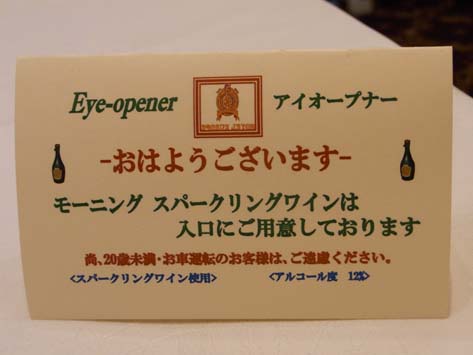 Eye-opener アイオープナー
-おはようございます-
モーニング スパークリングワインは
入口にご用意しております
尚、20歳未満・お車運転のお客様は、ご遠慮ください。
<スパークリングワイン使用> <アルコール度 12%>